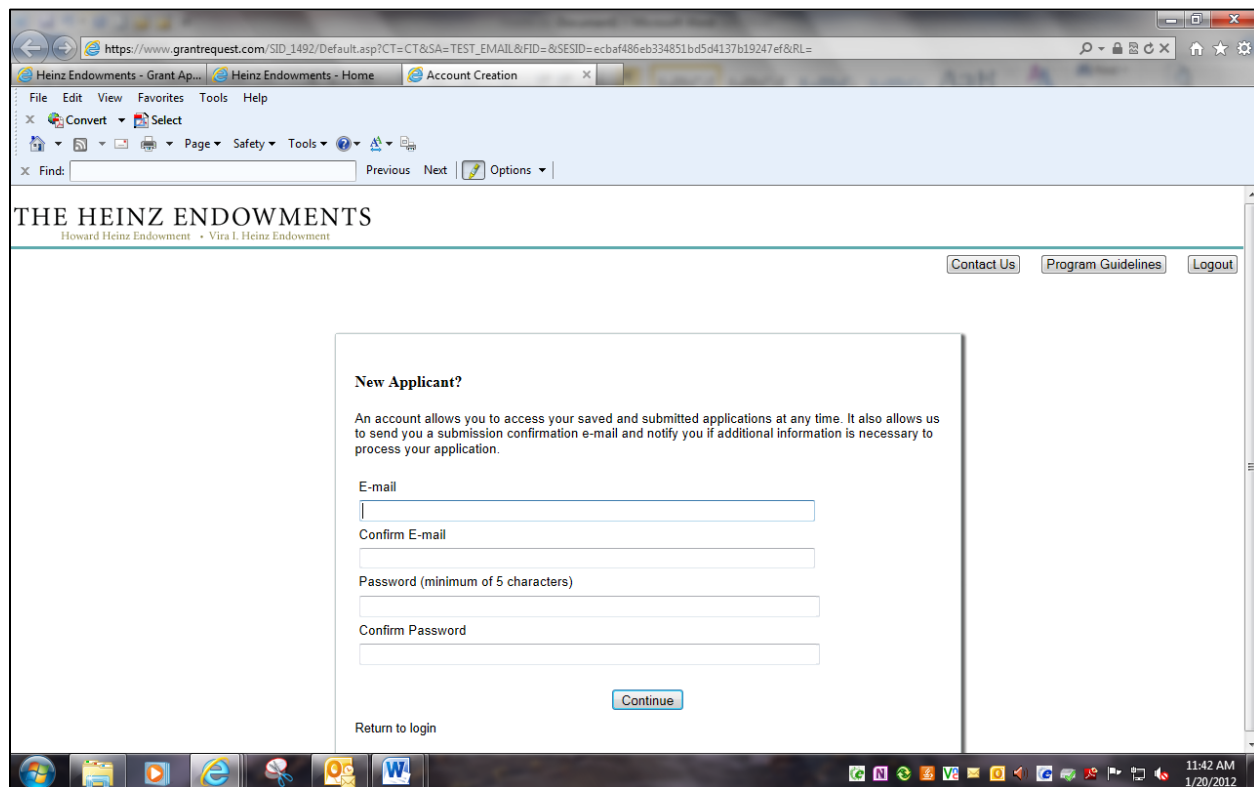 https://www.grantrequest.com/SID_1492/Default.asp?CT=CT&SA=TEST_EMAIL&FID=&SESID=ecbaf486eb334851bd5d4137b19247ef&RL=
Heinz Endowments - Grant Ap...
Heinz Endowments - Home
Account Creation
File Edit View Favorites Tools Help
Convert Select
Page Safety Tools
Find: Previous Next Options
THE HEINZ ENDOWMENTS
Howard Heinz Endowment • Vira I. Heinz Endowment
Contact Us Program Guidelines Logout
New Applicant?
An account allows you to access your saved and submitted applications at any time. It also allows us
to send you a submission confirmation e-mail and notify you if additional information is necessary to
process your application.
E-mail
Confirm E-mail
Password (minimum of 5 characters)
Confirm Password
Continue
Return to login
11:42 AM
1/20/2012